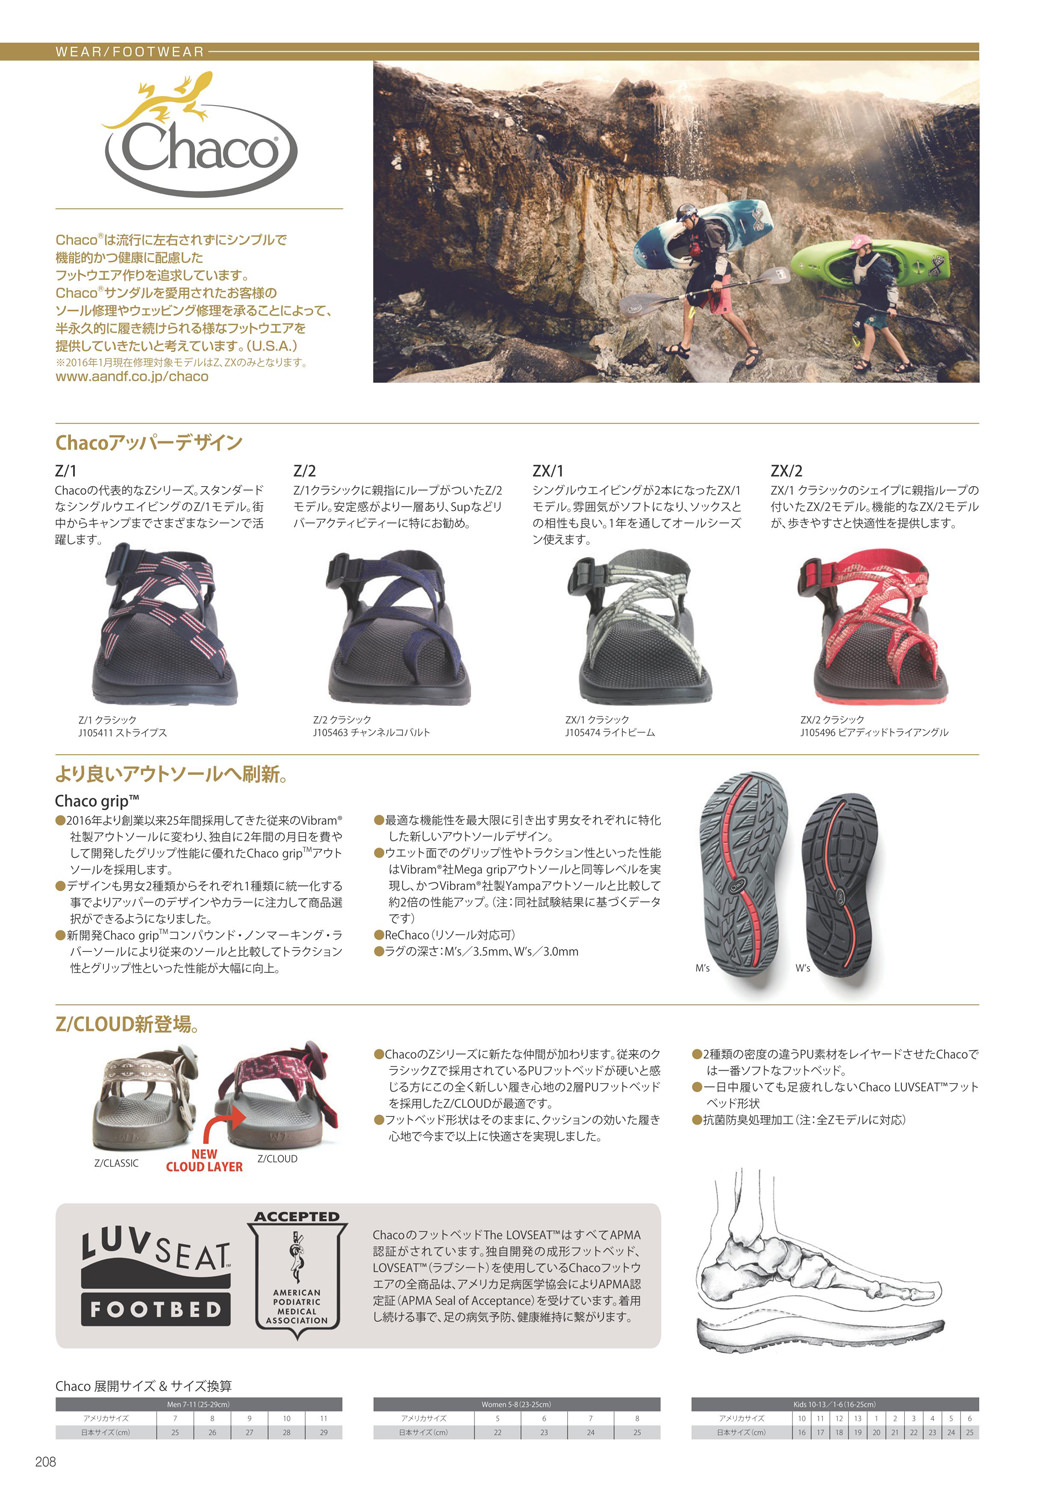 WEAR/FOOTWEAR
Chaco®
Chaco®は流行に左右されずにシンプルで
機能的かつ健康に配慮した
フットウエア作りを追求しています。
Chaco®サンダルを愛用されたお客様の
ソール修理やウェッビング修理を承ることによって、
半永久的に履き続けられる様なフットウエアを
提供していきたいと考えています。(U.S.A.)
※2016年1月現在修理対象モデルはZ、ZXのみとなります。
www.aandf.co.jp/chaco
Chacoアッパーデザイン
Z/1
Chacoの代表的なZシリーズ。スタンダード
なシングルウエイビングのZ/1モデル。街
中からキャンプまでさまざまなシーンで活
躍します。
Z/2
Z/1クラシックに親指にループがついたZ/2
モデル。安定感がより一層あり、Supなどリ
バーアクティビティーに特にお勧め。
ZX/1
シングルウエイビングが2本になったZX/1
モデル。雰囲気がソフトになり、ソックスと
の相性も良い。1年を通してオールシーズ
ン使えます。
ZX/2
ZX/1 クラシックのシェイプに親指ループの
付いたZX/2モデル。機能的なZX/2モデル
が、歩きやすさと快適性を提供します。
Z/1 クラシック
J105411 ストライプス
Z/2 クラシック
J105463 チャンネルコバルト
ZX/1 クラシック
J105474 ライトビーム
ZX/2 クラシック
J105496 ビアディッドトライアングル
より良いアウトソールへ刷新。
Chaco grip™
●2016年より創業以来25年間採用してきた従来のVibram®
社製アウトソールに変わり、独自に2年間の月日を費や
して開発したグリップ性能に優れたChaco grip™アウト
ソールを採用します。
●デザインも男女2種類からそれぞれ1種類に統一化する
事でよりアッパーのデザインやカラーに注力して商品選
択ができるようになりました。
●新開発Chaco grip™コンパウンド・ノンマーキング・ラ
バーソールにより従来のソールと比較してトラクション
性とグリップ性といった性能が大幅に向上。
●最適な機能性を最大限に引き出す男女それぞれに特化
した新しいアウトソールデザイン。
●ウエット面でのグリップ性やトラクション性といった性能
はVibram®社Mega gripアウトソールと同等レベルを実
現し、かつVibram®社製Yampaアウトソールと比較して
約2倍の性能アップ。(注：同社試験結果に基づくデータ
です)
●ReChaco(リソール対応可)
●ラグの深さ：M's／3.5mm、W's／3.0mm
M's
W's
Z/CLOUD新登場。
Z/CLASSIC
NEW
CLOUD LAYER
Z/CLOUD
●ChacoのZシリーズに新たな仲間が加わります。従来のク
ラシックZで採用されているPUフットベッドが硬いと感
じる方にこの全く新しい履き心地の2層PUフットベッド
を採用したZ/CLOUDが最適です。
●フットベッド形状はそのままに、クッションの効いた履き
心地で今まで以上に快適さを実現しました。
●2種類の密度の違うPU素材をレイヤードさせたChacoで
は一番ソフトなフットベッド。
●一日中履いても足疲れしないChaco LUVSEAT™フット
ベッド形状
●抗菌防臭処理加工(注：全Zモデルに対応)
LUVSEAT™
FOOTBED
ACCEPTED
AMERICAN
PODIATRIC
MEDICAL
ASSOCIATION
ChacoのフットベッドThe LOVSEAT™はすべてAPMA
認証がされています。独自開発の成形フットベッド、
LOVSEAT™(ラブシート)を使用しているChacoフットウ
エアの全商品は、アメリカ足病医学協会によりAPMA認
定証(APMA Seal of Acceptance)を受けています。着用
し続ける事で、足の病気予防、健康維持に繋がります。
Chaco 展開サイズ & サイズ換算
Men 7-11 (25-29cm)
アメリカサイズ 7 8 9 10 11
日本サイズ(cm) 25 26 27 28 29
Women 5-8 (23-25cm)
アメリカサイズ 5 6 7 8
日本サイズ(cm) 22 23 24 25
Kids 10-13／1-6 (16-25cm)
アメリカサイズ 10 11 12 13 1 2 3 4 5 6
日本サイズ(cm) 16 17 18 19 20 21 22 23 24 25
208